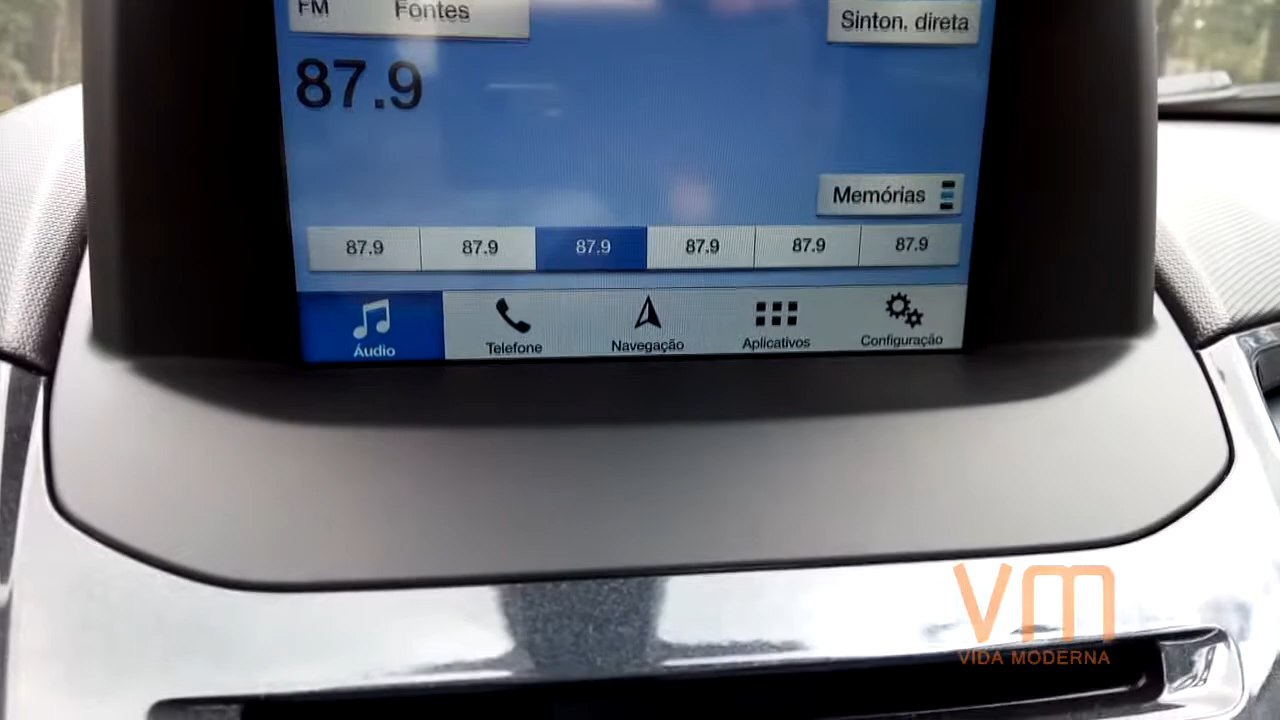 FM
Fontes
Sinton. direta
87.9
Memórias
87.9 87.9 87.9 87.9 87.9 87.9
Áudio Telefone Navegação Aplicativos Configuração
VM
VIDA MODERNA